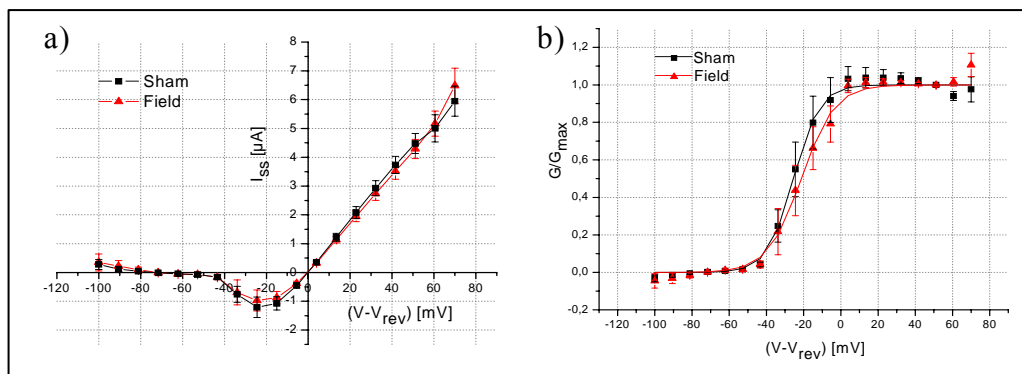 a)
Sham
Field
I_ss [µA]
8
7
6
5
4
3
2
1
0
-1
-2
-120 -100 -80 -60 -40 -20 0 20 40 60 80
(V-V_rev) [mV]
b)
Sham
Field
G/G_max
1,2
1,0
0,8
0,6
0,4
0,2
0,0
-0,2
-120 -100 -80 -60 -40 -20 0 20 40 60 80
(V-V_rev) [mV]